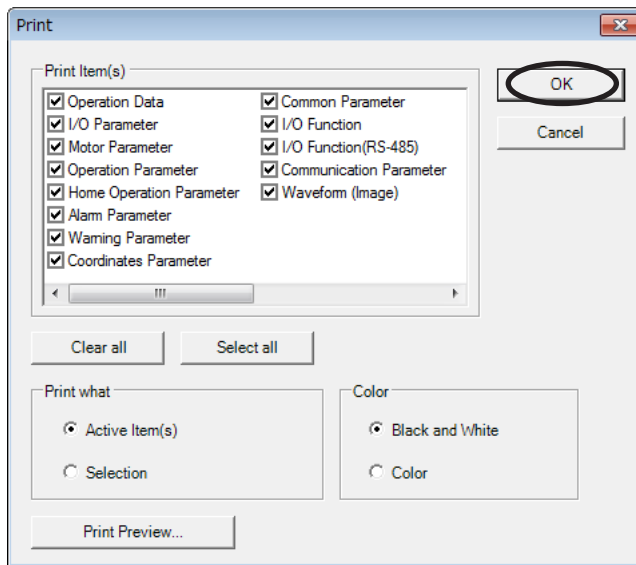 Print
Print Item(s)
Operation Data
I/O Parameter
Motor Parameter
Operation Parameter
Home Operation Parameter
Alarm Parameter
Warning Parameter
Coordinates Parameter
Common Parameter
I/O Function
I/O Function(RS-485)
Communication Parameter
Waveform (Image)
OK
Cancel
Clear all
Select all
Print what
Active Item(s)
Selection
Color
Black and White
Color
Print Preview...